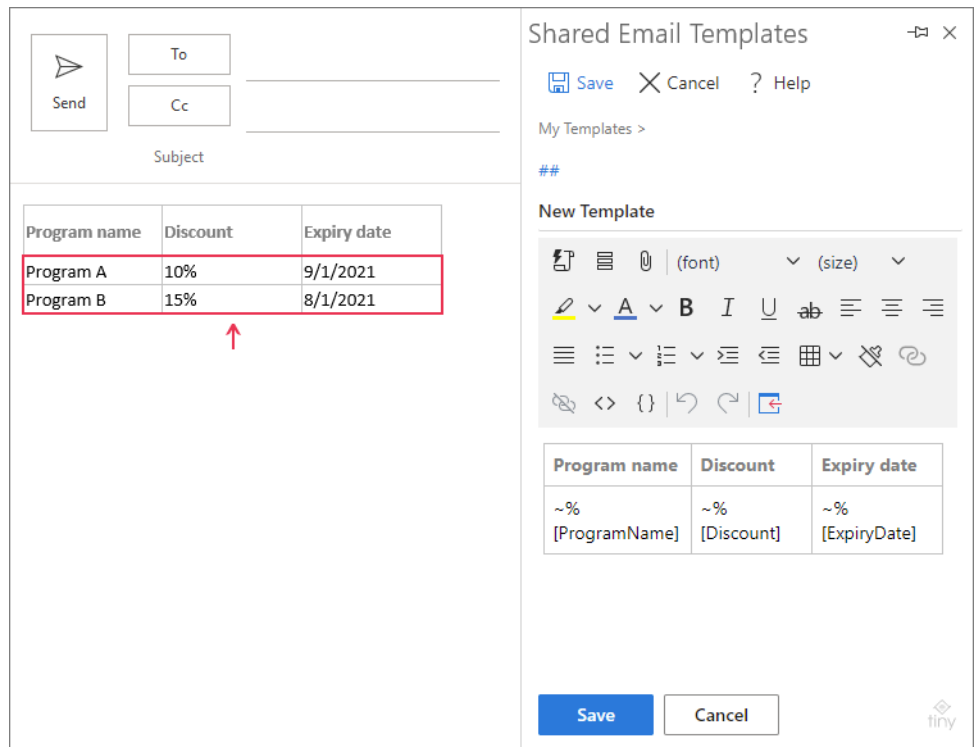 Send
To
Cc
Subject
Program name Discount Expiry date
Program A 10% 9/1/2021
Program B 15% 8/1/2021
Shared Email Templates
Save Cancel ? Help
My Templates >
##
New Template
(font) (size)
A B I U ab
<> {}
Program name Discount Expiry date
~% ~% ~%
[ProgramName] [Discount] [ExpiryDate]
Save Cancel
tiny